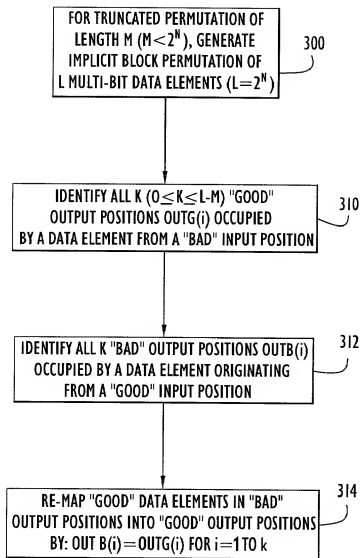 FOR TRUNCATED PERMUTATION OF
LENGTH M (M<2^N), GENERATE
IMPLICIT BLOCK PERMUTATION OF
L MULTI-BIT DATA ELEMENTS (L=2^N)
300
IDENTIFY ALL K (O≤K≤L-M) "GOOD"
OUTPUT POSITIONS OUTG(i) OCCUPIED
BY A DATA ELEMENT FROM A "BAD" INPUT POSITION
310
IDENTIFY ALL K "BAD" OUTPUT POSITIONS OUTB(i)
OCCUPIED BY A DATA ELEMENT ORIGINATING
FROM A "GOOD" INPUT POSITION
312
RE-MAP "GOOD" DATA ELEMENTS IN "BAD"
OUTPUT POSITIONS INTO "GOOD" OUTPUT POSITIONS
BY: OUT B(i)=OUTG(i) FOR i=1 TO k
314